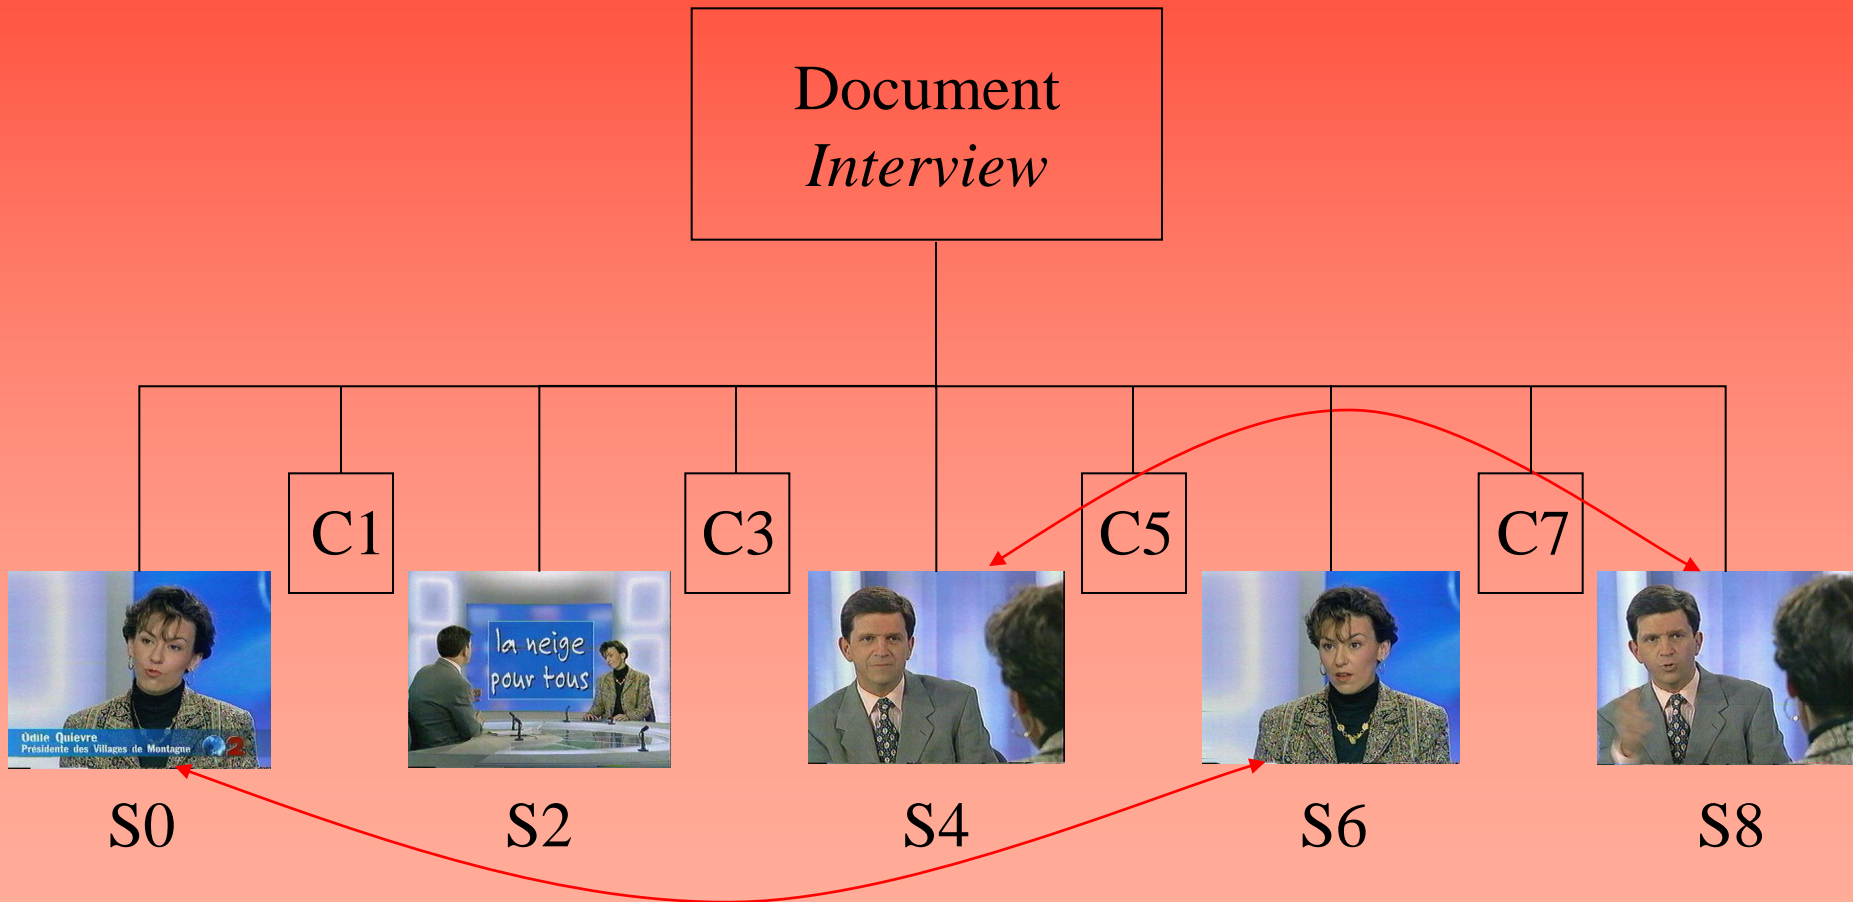 Document
Interview
C1
C3
C5
C7
la neige
pour tous
Odile Quievre
Présidente des Villages de Montagne
2
S0
S2
S4
S6
S8